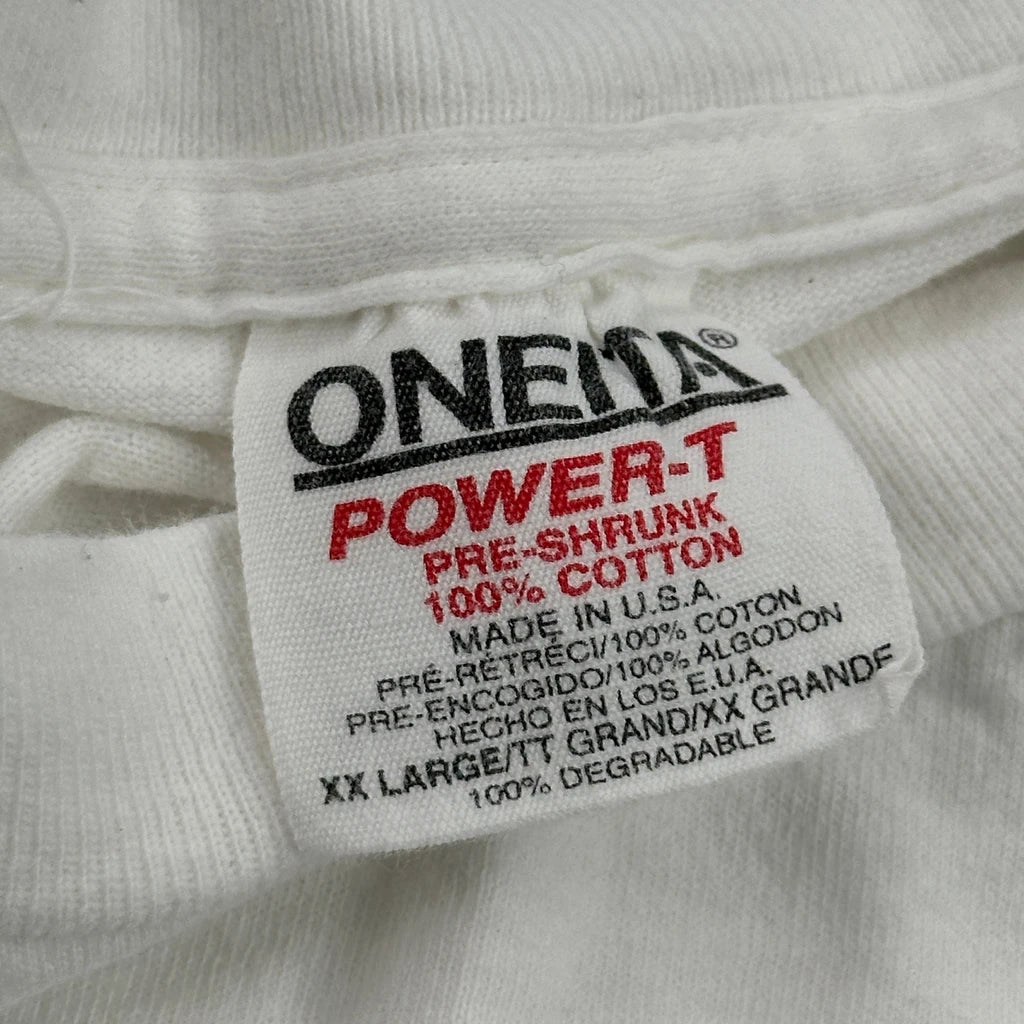 ONEITA®
POWER-T
PRE-SHRUNK
100% COTTON
MADE IN U.S.A.
PRÉ-RÉTRÉCI/100% COTON
PRE-ENCOGIDO/100% ALGODON
HECHO EN LOS E.U.A.
XX LARGE/TT GRAND/XX GRANDE
100% DEGRADABLE